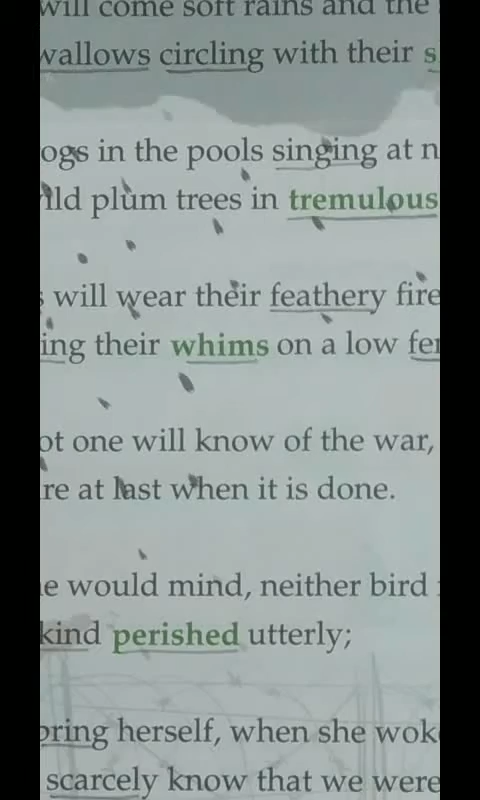 will come soft rains and the
wallows circling with their s
ogs in the pools singing at n
ild plum trees in tremulous
s will wear their feathery fire
ing their whims on a low fen
ot one will know of the war,
re at last when it is done.
e would mind, neither bird
kind perished utterly;
pring herself, when she wok
scarcely know that we were